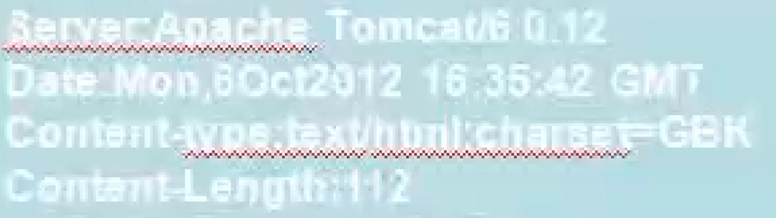 Server:Apache Tomcat/6.0.12
Date:Mon,6Oct2012 16:35:42 GMT
Content-type:text/html;charset=GBK
Content-Length:112